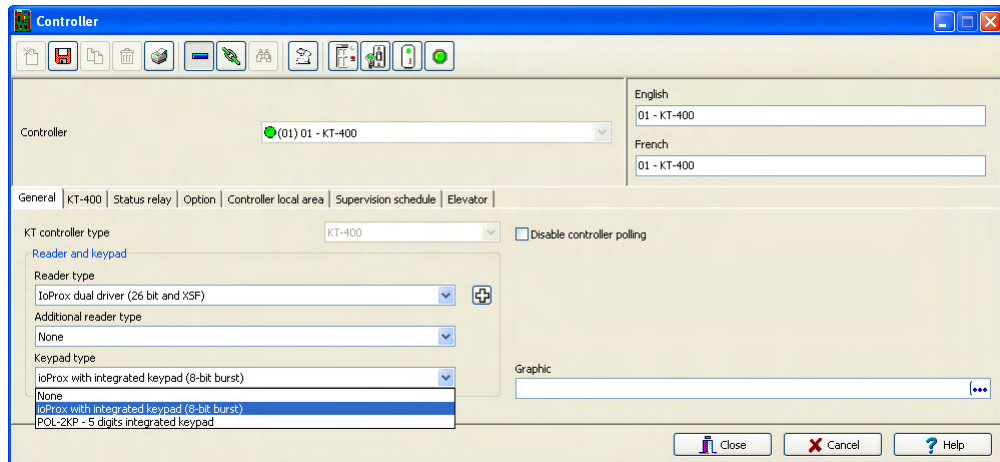 Controller
English
01 - KT-400
Controller
(01) 01 - KT-400
French
01 - KT-400
General KT-400 Status relay Option Controller local area Supervision schedule Elevator
KT controller type
KT-400
Disable controller polling
Reader and keypad
Reader type
IoProx dual driver (26 bit and XSF)
Additional reader type
None
Keypad type
ioProx with integrated keypad (8-bit burst)
Graphic
None
ioProx with integrated keypad (8-bit burst)
POL-2KP - 5 digits integrated keypad
Close Cancel Help